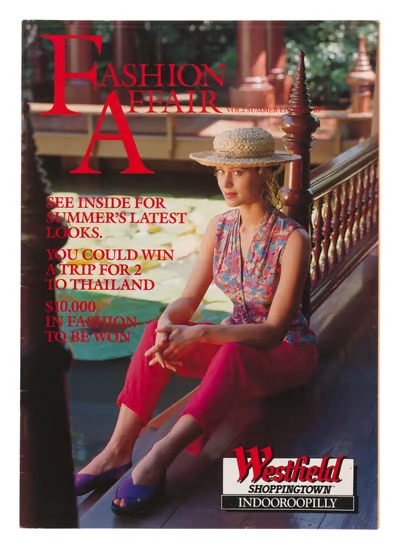 FASHION
AFFAIR
SEE INSIDE FOR
SUMMER'S LATEST
LOOKS.
YOU COULD WIN
A TRIP FOR 2
TO THAILAND
$10,000
IN FASHION
TO BE WON
Westfield
SHOPPINGTOWN
INDOOROOPILLY